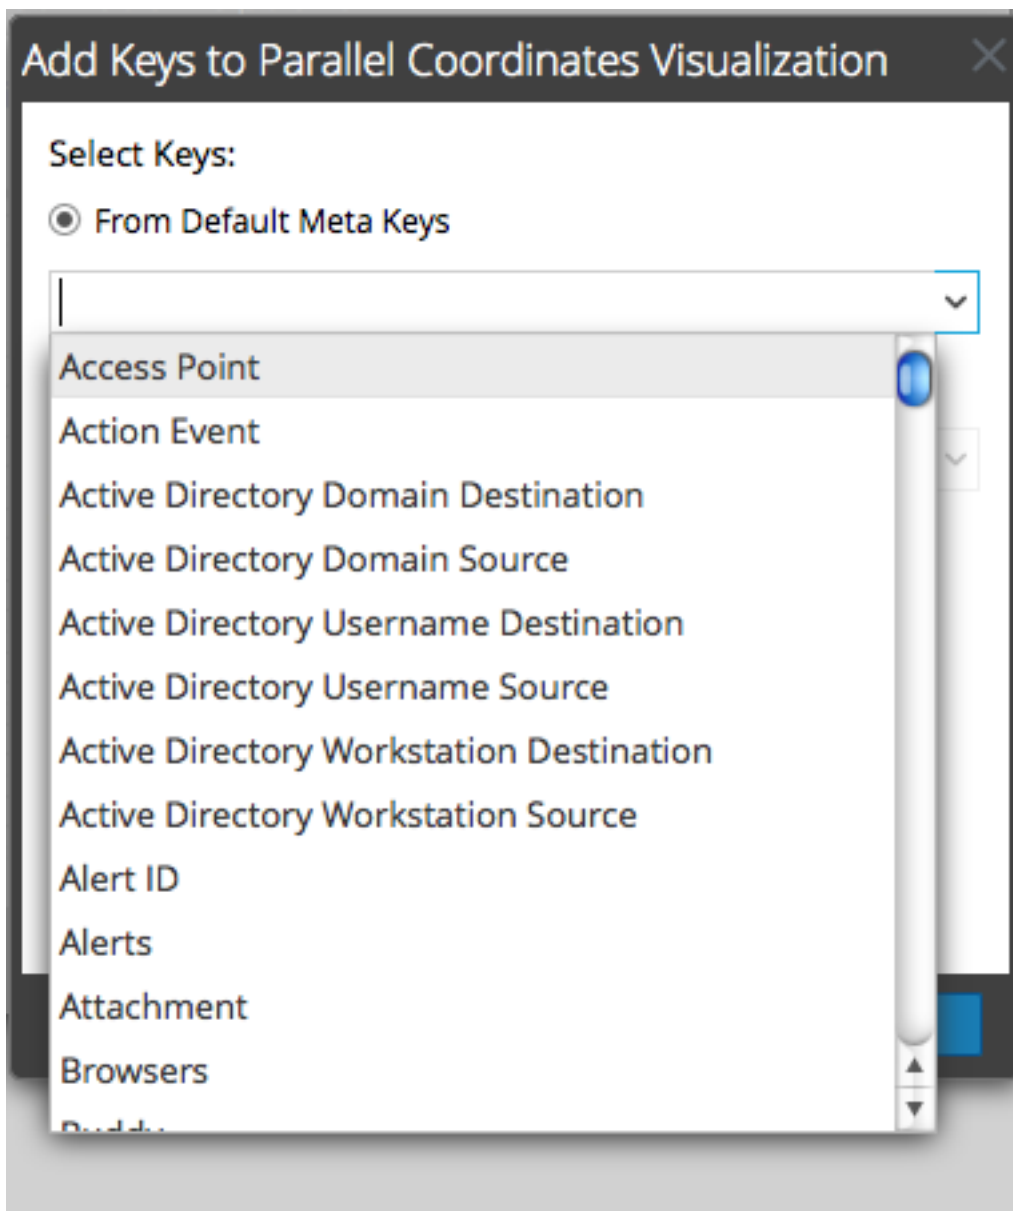 Add Keys to Parallel Coordinates Visualization
Select Keys:
From Default Meta Keys
Access Point
Action Event
Active Directory Domain Destination
Active Directory Domain Source
Active Directory Username Destination
Active Directory Username Source
Active Directory Workstation Destination
Active Directory Workstation Source
Alert ID
Alerts
Attachment
Browsers
Buddy